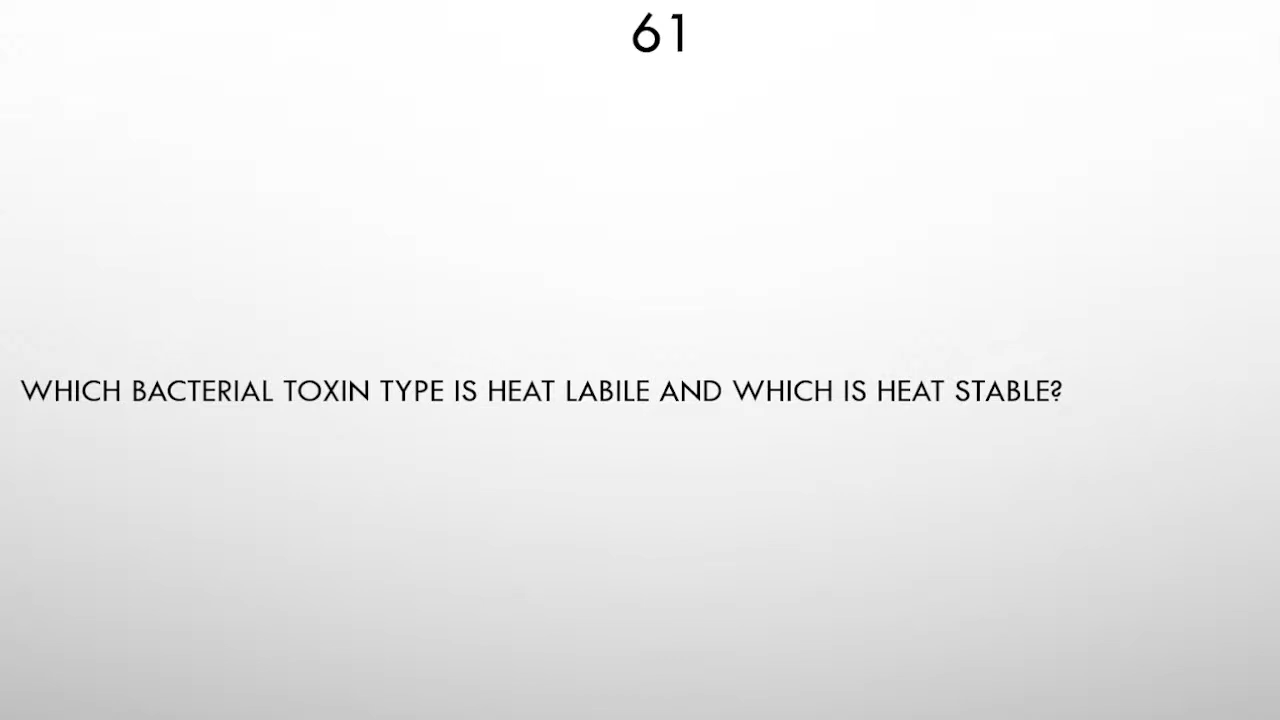 61
WHICH BACTERIAL TOXIN TYPE IS HEAT LABILE AND WHICH IS HEAT STABLE?